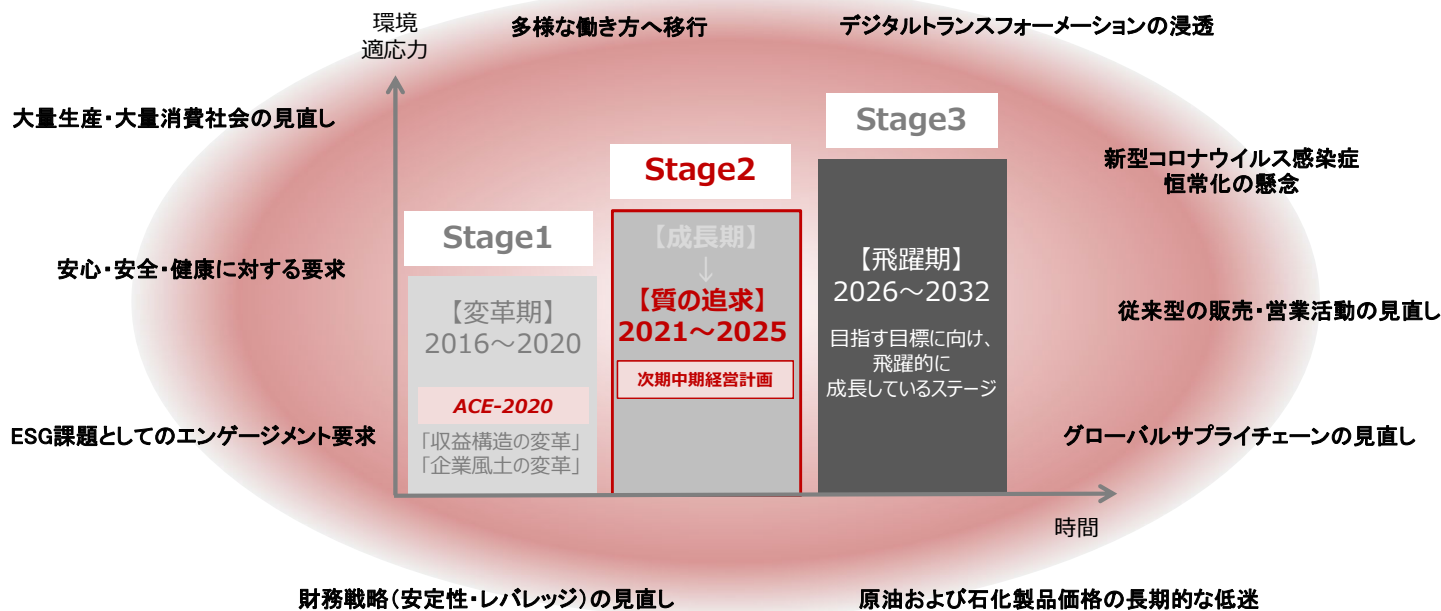 環境
適応力
多様な働き方へ移行
デジタルトランスフォーメーションの浸透
大量生産・大量消費社会の見直し
Stage3
新型コロナウイルス感染症
恒常化の懸念
Stage2
Stage1
【成長期】
↓
【質の追求】
2021～2025
次期中期経営計画
安心・安全・健康に対する要求
【飛躍期】
2026～2032
目指す目標に向け、
飛躍的に
成長しているステージ
従来型の販売・営業活動の見直し
【変革期】
2016～2020
ACE-2020
「収益構造の変革」
「企業風土の変革」
ESG課題としてのエンゲージメント要求
グローバルサプライチェーンの見直し
時間
財務戦略（安定性・レバレッジ）の見直し
原油および石化製品価格の長期的な低迷